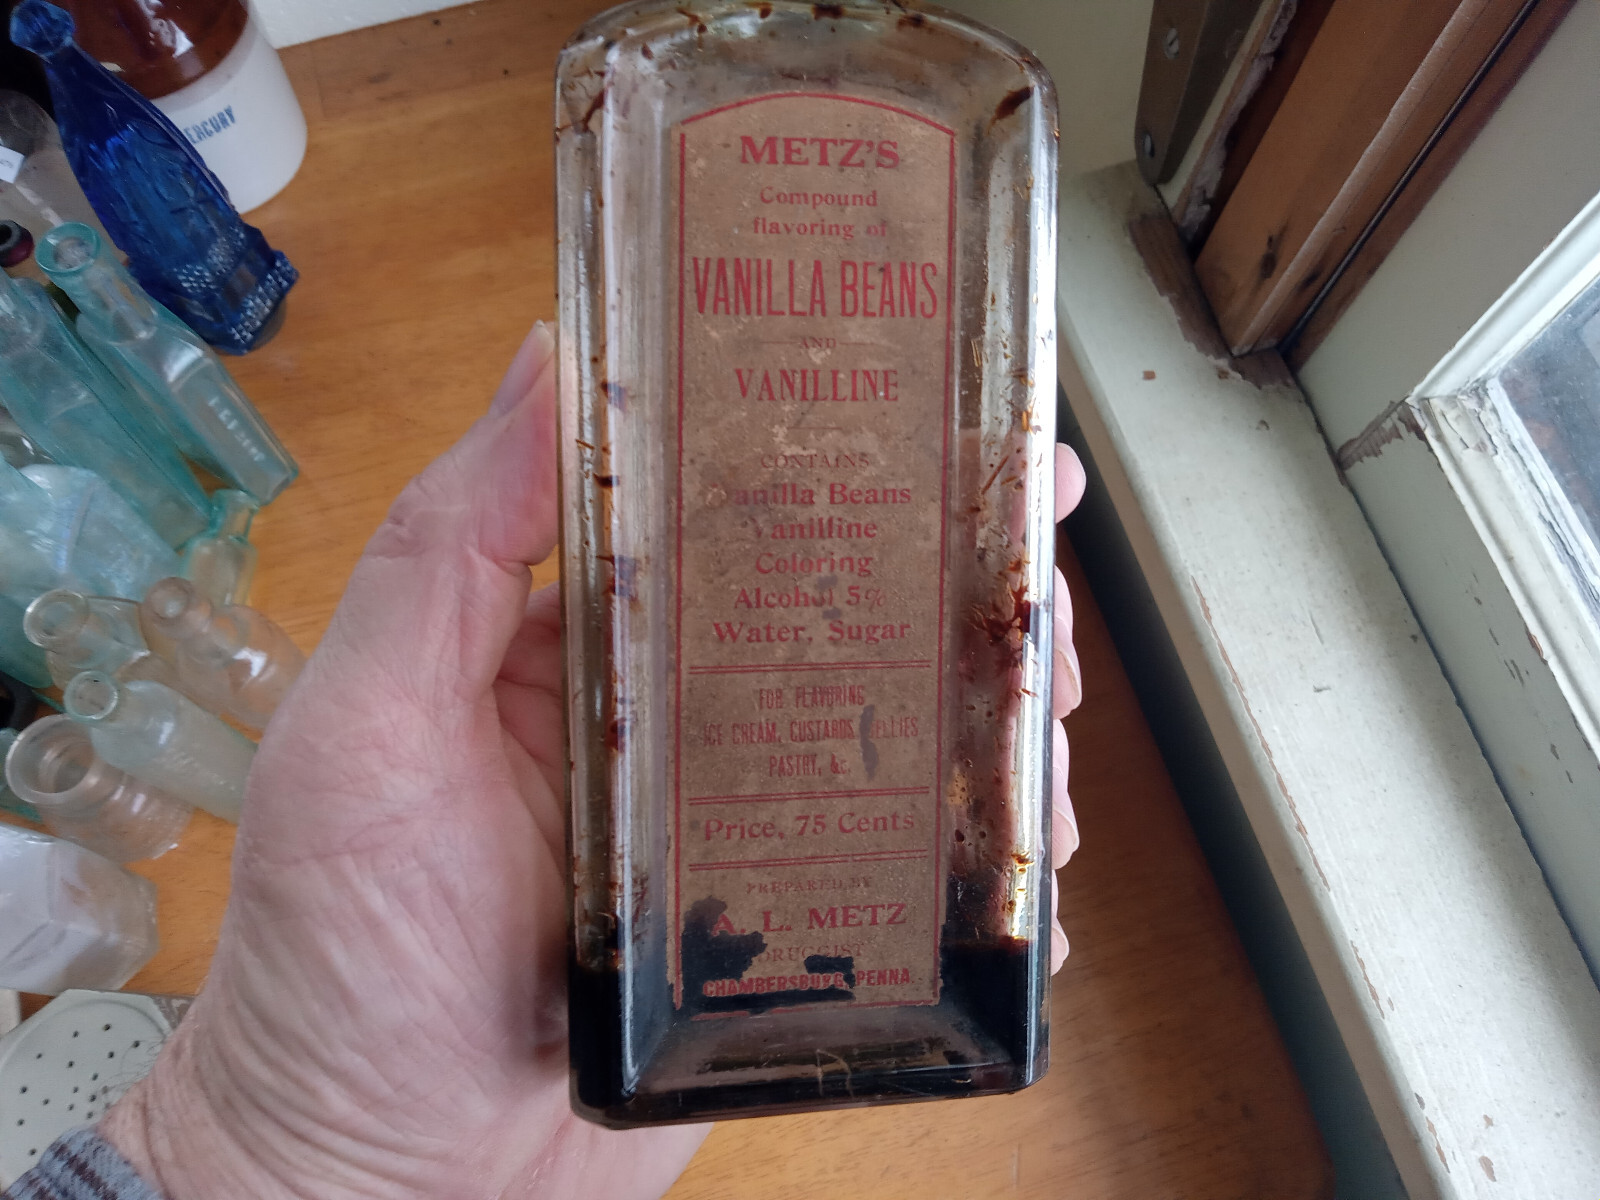 METZ'S
Compound
flavoring of
VANILLA BEANS
AND
VANILLINE
CONTAINS
Vanilla Beans
Vanilline
Coloring
Alcohol 5%
Water, Sugar
FOR FLAVORING
ICE CREAM, CUSTARDS JELLIES
PASTRY, &c.
Price, 75 Cents
PREPARED BY
A. L. METZ
DRUGGIST
CHAMBERSBURG, PENNA.
ERCURY